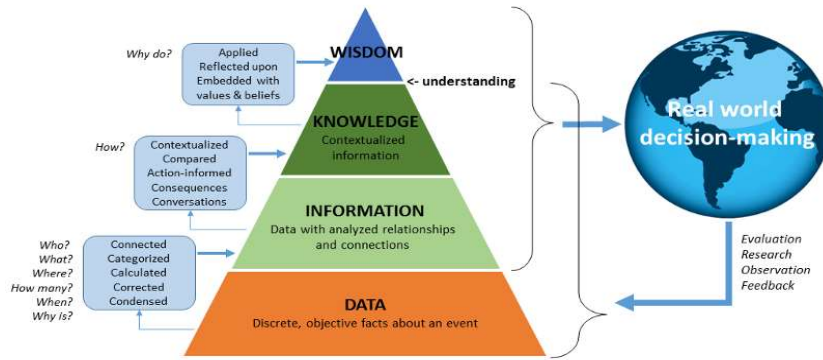 WISDOM
<- understanding
KNOWLEDGE
Contextualized
information
INFORMATION
Data with analyzed relationships
and connections
DATA
Discrete, objective facts about an event
Why do?
Applied
Reflected upon
Embedded with
values & beliefs
How?
Contextualized
Compared
Action-informed
Consequences
Conversations
Who?
What?
Where?
How many?
When?
Why is?
Connected
Categorized
Calculated
Corrected
Condensed
Real world
decision-making
Evaluation
Research
Observation
Feedback